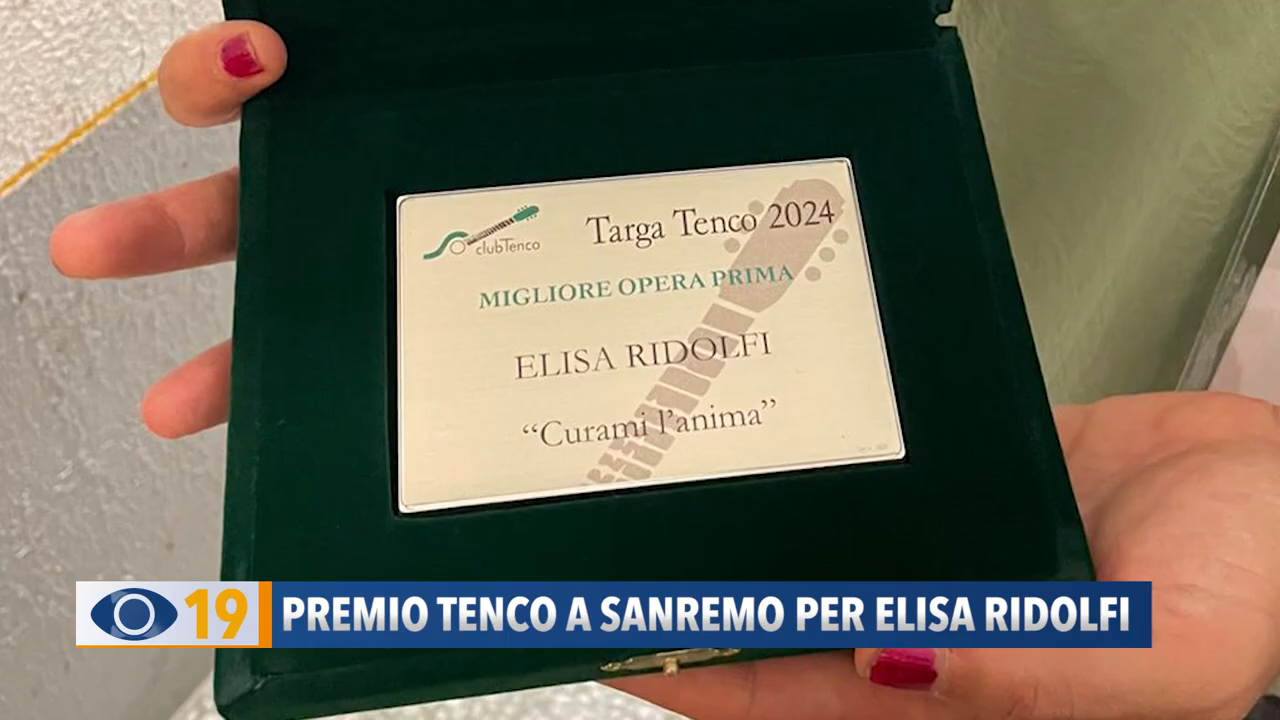 clubTenco
Targa Tenco 2024
MIGLIORE OPERA PRIMA
ELISA RIDOLFI
“Curami l’anima”
19 PREMIO TENCO A SANREMO PER ELISA RIDOLFI